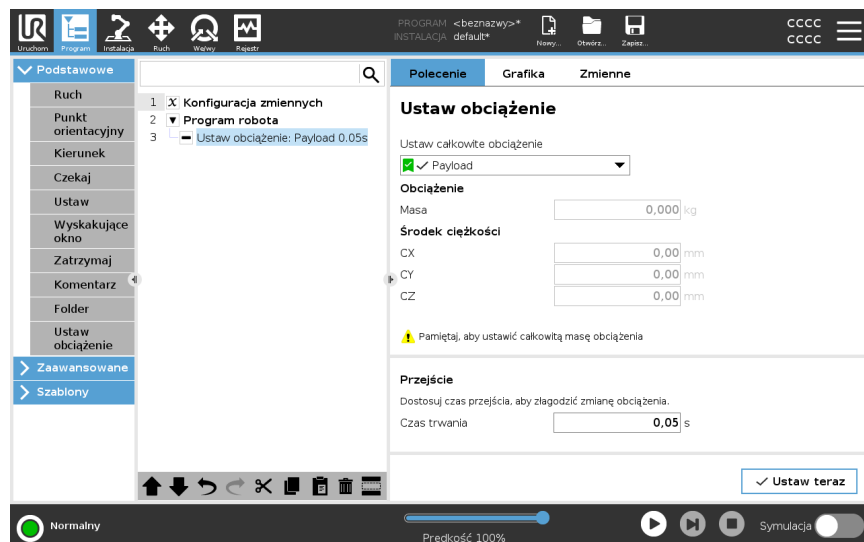 Uruchom
Program
Instalacja
Ruch
We/wy
Rejestr
PROGRAM <beznazwy>*
INSTALACJA default*
Nowy...
Otwórz...
Zapisz...
CCCC
CCCC
Podstawowe
Ruch
Punkt
orientacyjny
Kierunek
Czekaj
Ustaw
Wyskakujące
okno
Zatrzymaj
Komentarz
Folder
Ustaw
obciążenie
Zaawansowane
Szablony
1 X Konfiguracja zmiennych
2 Program robota
3 Ustaw obciążenie: Payload 0.05s
Polecenie Grafika Zmienne
Ustaw obciążenie
Ustaw całkowite obciążenie
Payload
Obciążenie
Masa 0,000 kg
Środek ciężkości
CX 0,00 mm
CY 0,00 mm
CZ 0,00 mm
Pamiętaj, aby ustawić całkowitą masę obciążenia
Przejście
Dostosuj czas przejścia, aby złagodzić zmianę obciążenia.
Czas trwania 0,05 s
Ustaw teraz
Normalny
Prędkość 100%
Symulacja